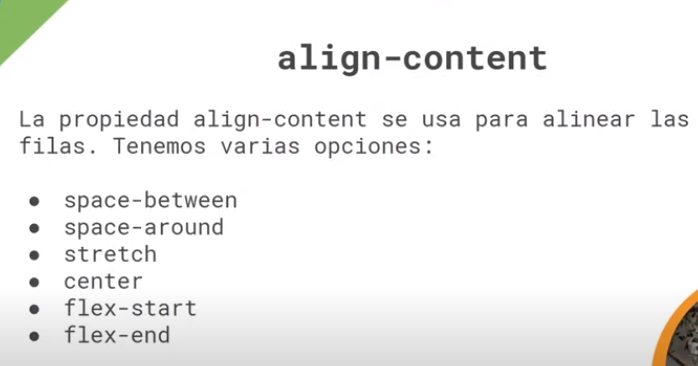 align-content
La propiedad align-content se usa para alinear las
filas. Tenemos varias opciones:
● space-between
● space-around
● stretch
● center
● flex-start
● flex-end